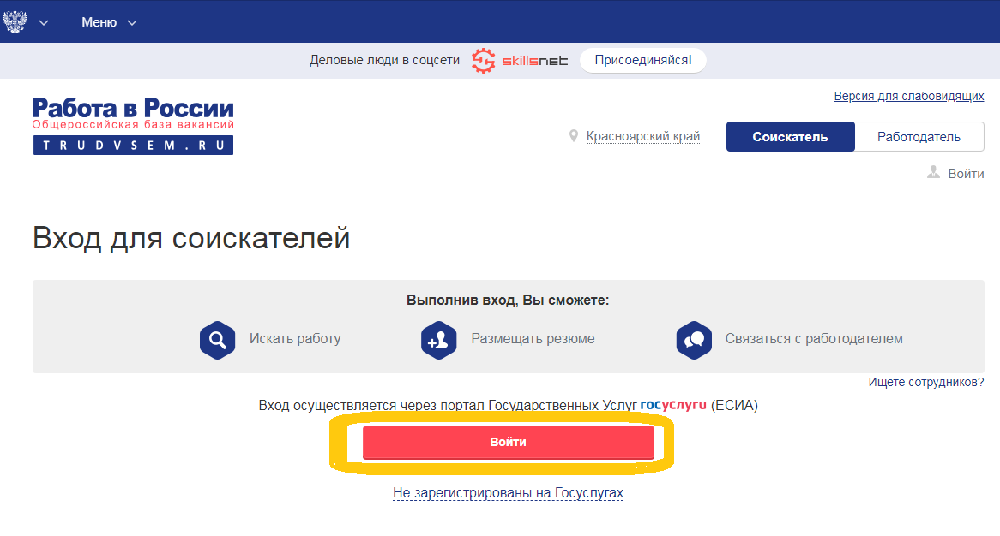 Меню
Деловые люди в соцсети skillsnet Присоединяйся!
Версия для слабовидящих
Работа в России
Общероссийская база вакансий
TRUDVSEM.RU
Красноярский край Соискатель Работодатель
Войти
Вход для соискателей
Выполнив вход, Вы сможете:
Искать работу Размещать резюме Связаться с работодателем
Ищете сотрудников?
Вход осуществляется через портал Государственных Услуг госуслуги (ЕСИА)
Войти
Не зарегистрированы на Госуслугах